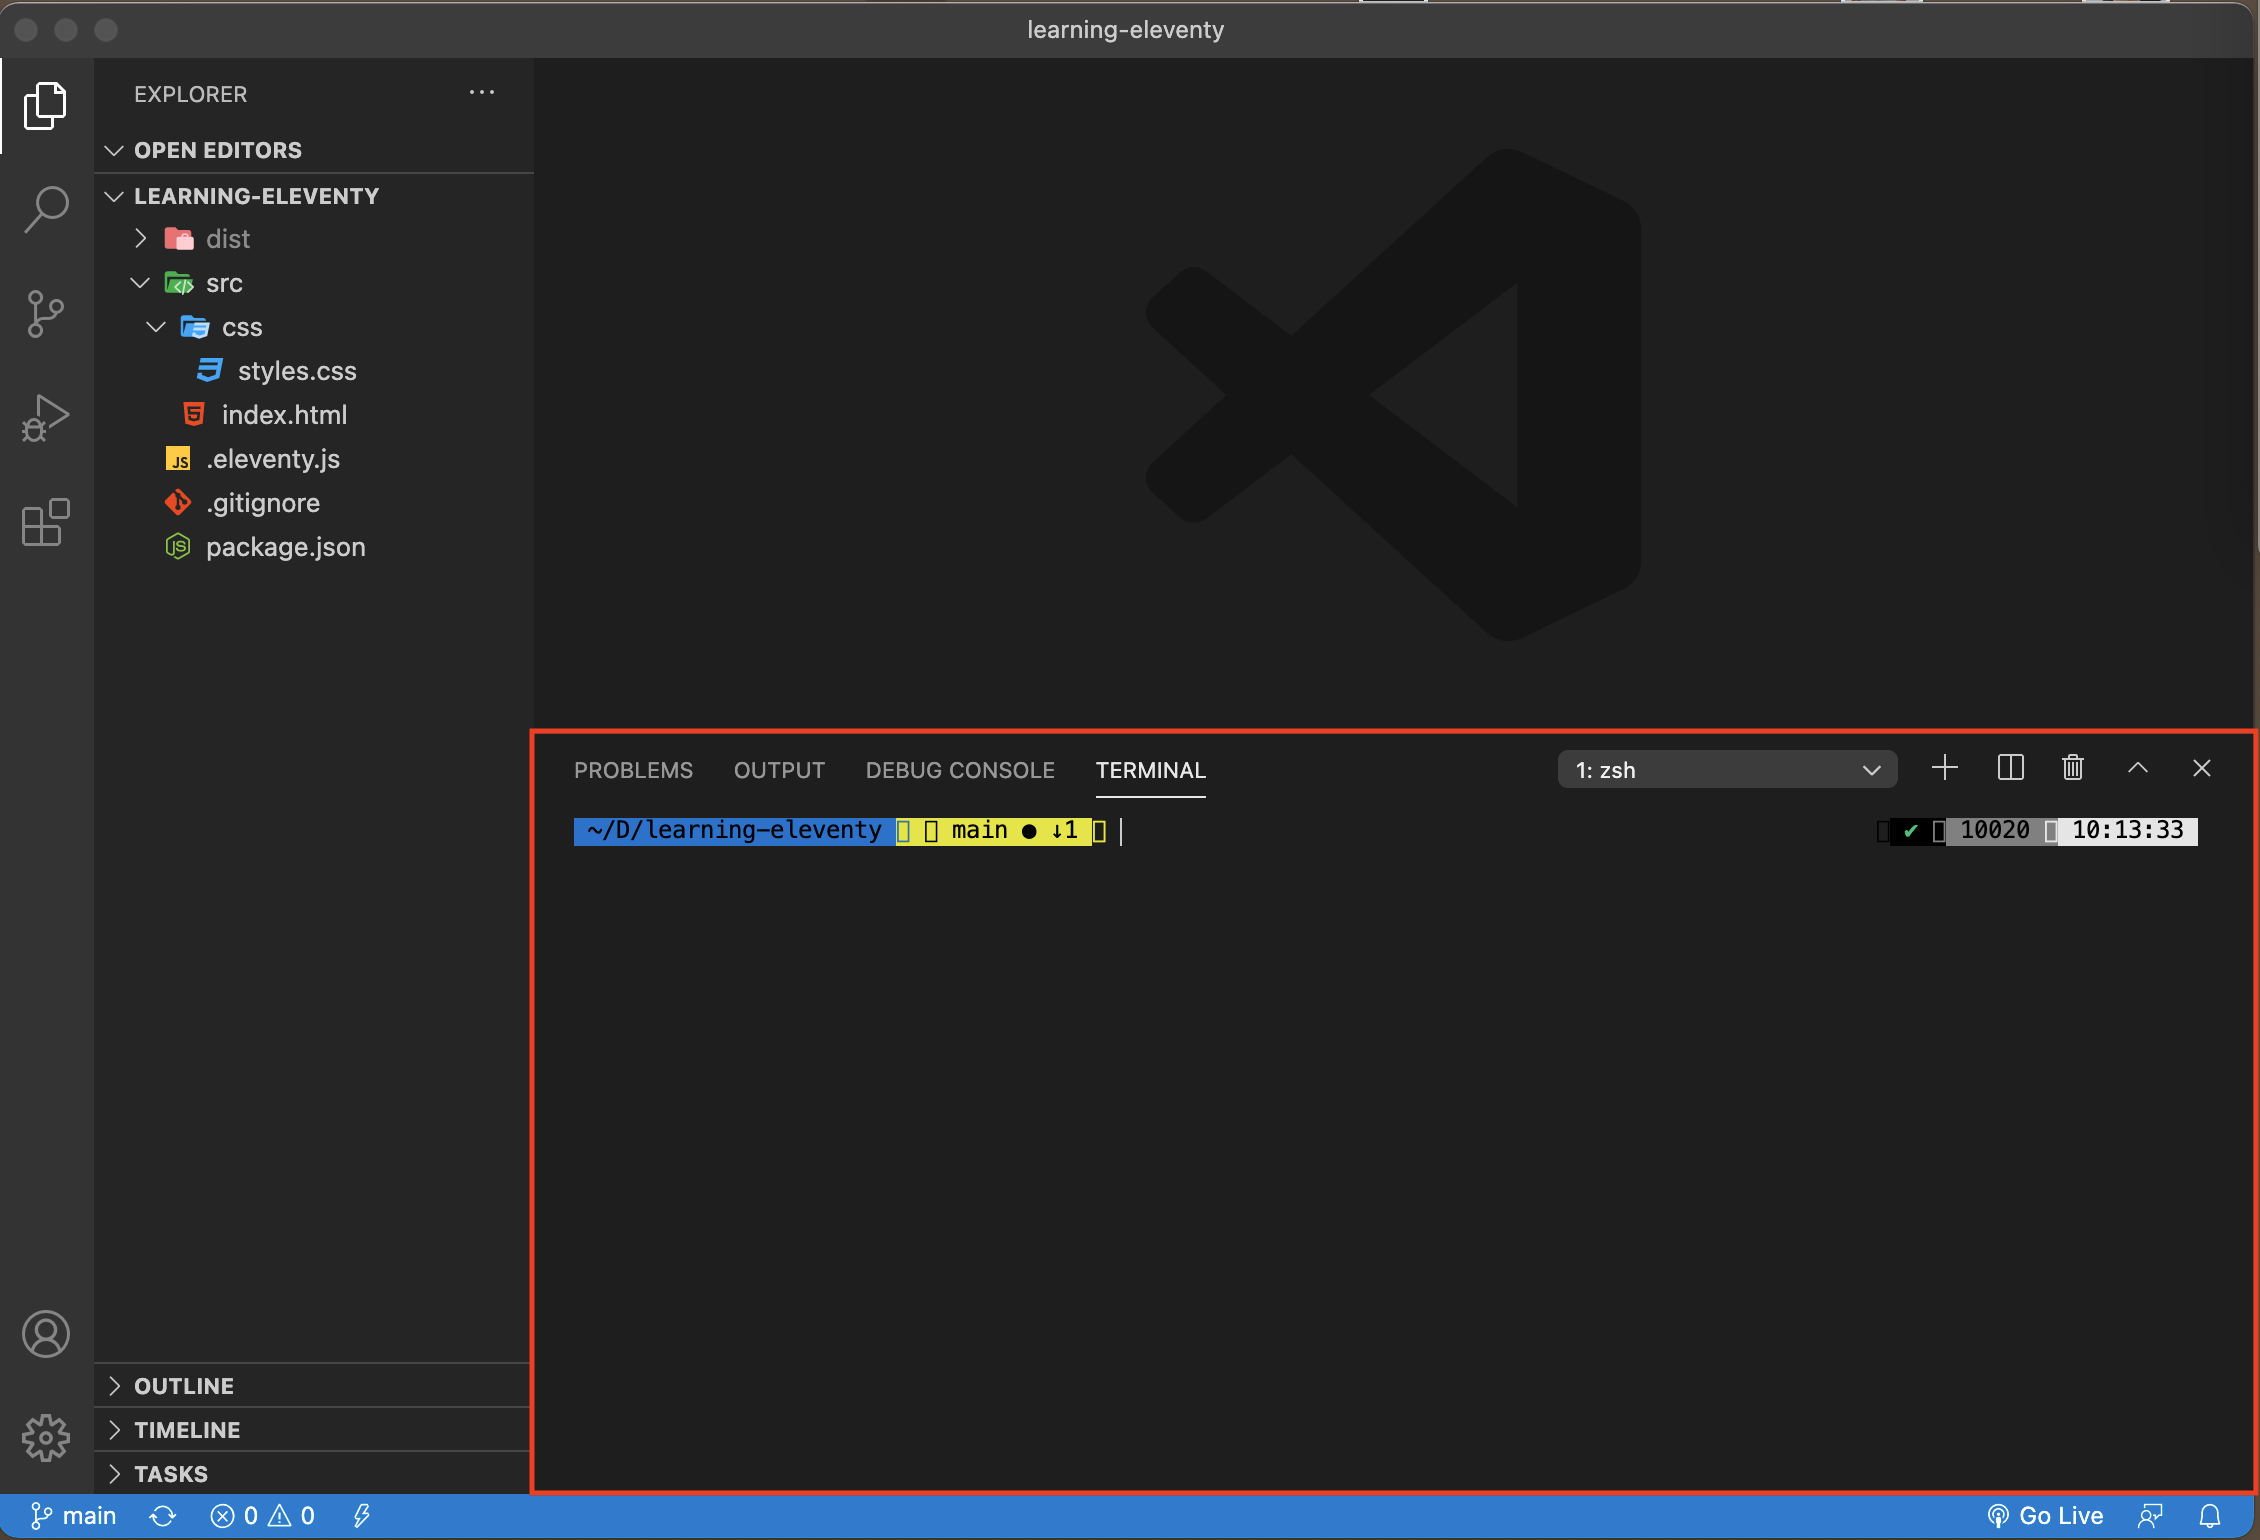 learning-eleventy
EXPLORER
OPEN EDITORS
LEARNING-ELEVENTY
dist
src
css
styles.css
index.html
JS .eleventy.js
.gitignore
package.json
PROBLEMS OUTPUT DEBUG CONSOLE TERMINAL 1: zsh
~/D/learning-eleventy main ● ↓1 ✔ 10020 10:13:33
OUTLINE
TIMELINE
TASKS
main 0 0 Go Live